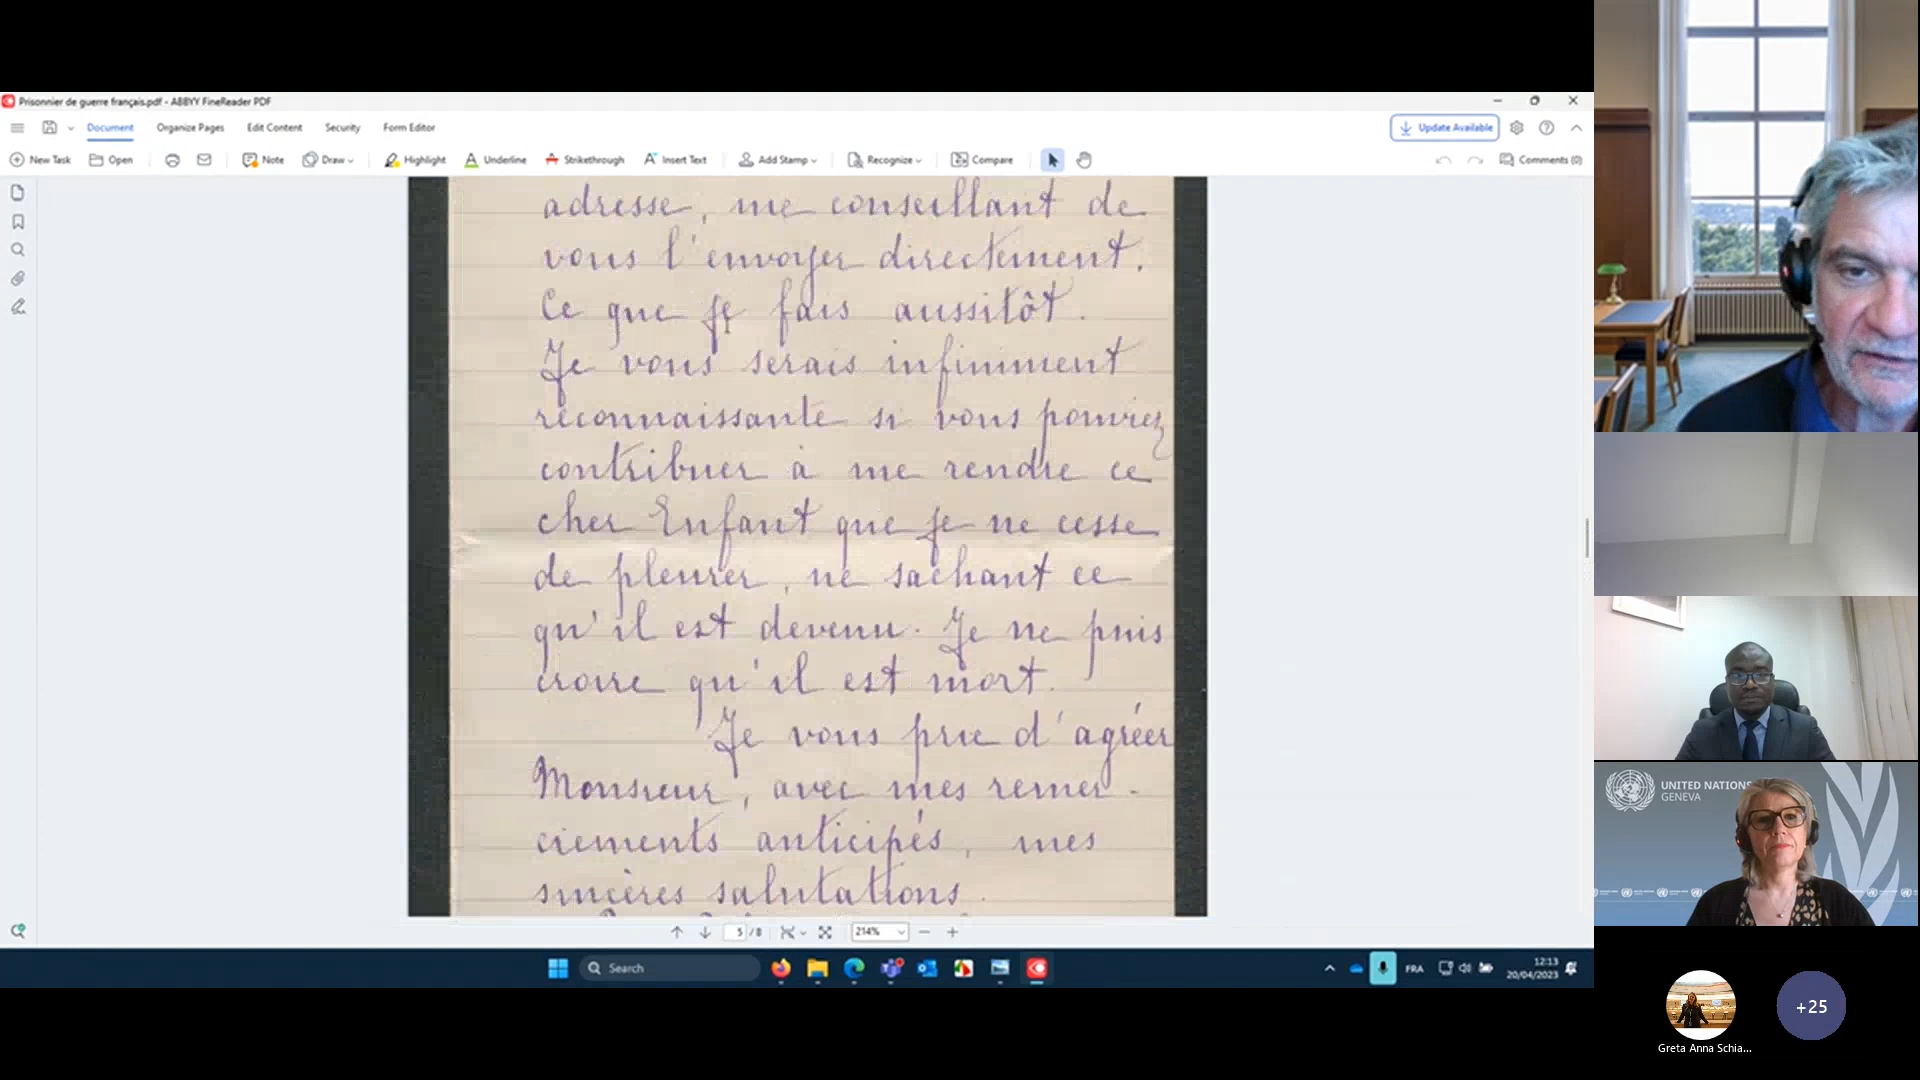 Prisonnier de guerre français.pdf - ABBYY FineReader PDF
Document Organize Pages Edit Content Security Form Editor
Update Available
New Task Open Note Draw Highlight Underline Strikethrough Insert Text Add Stamp Recognize Compare Comments (0)
adresse, me conseillant de
vous l'envoyer directement.
Ce que je fais aussitôt.
Je vous serais infiniment
reconnaissante si vous pouviez
contribuer à me rendre ce
cher Enfant que je ne cesse
de pleurer, ne sachant ce
qu'il est devenu. Je ne puis
croire qu'il est mort.
Je vous prie d'agréer
Monsieur, avec mes remer-
ciements anticipés, mes
sincères salutations.
5 / 8 214%
Search
FRA
12:13
20/04/2023
UNITED NATIONS
GENEVA
+25
Greta Anna Schia...